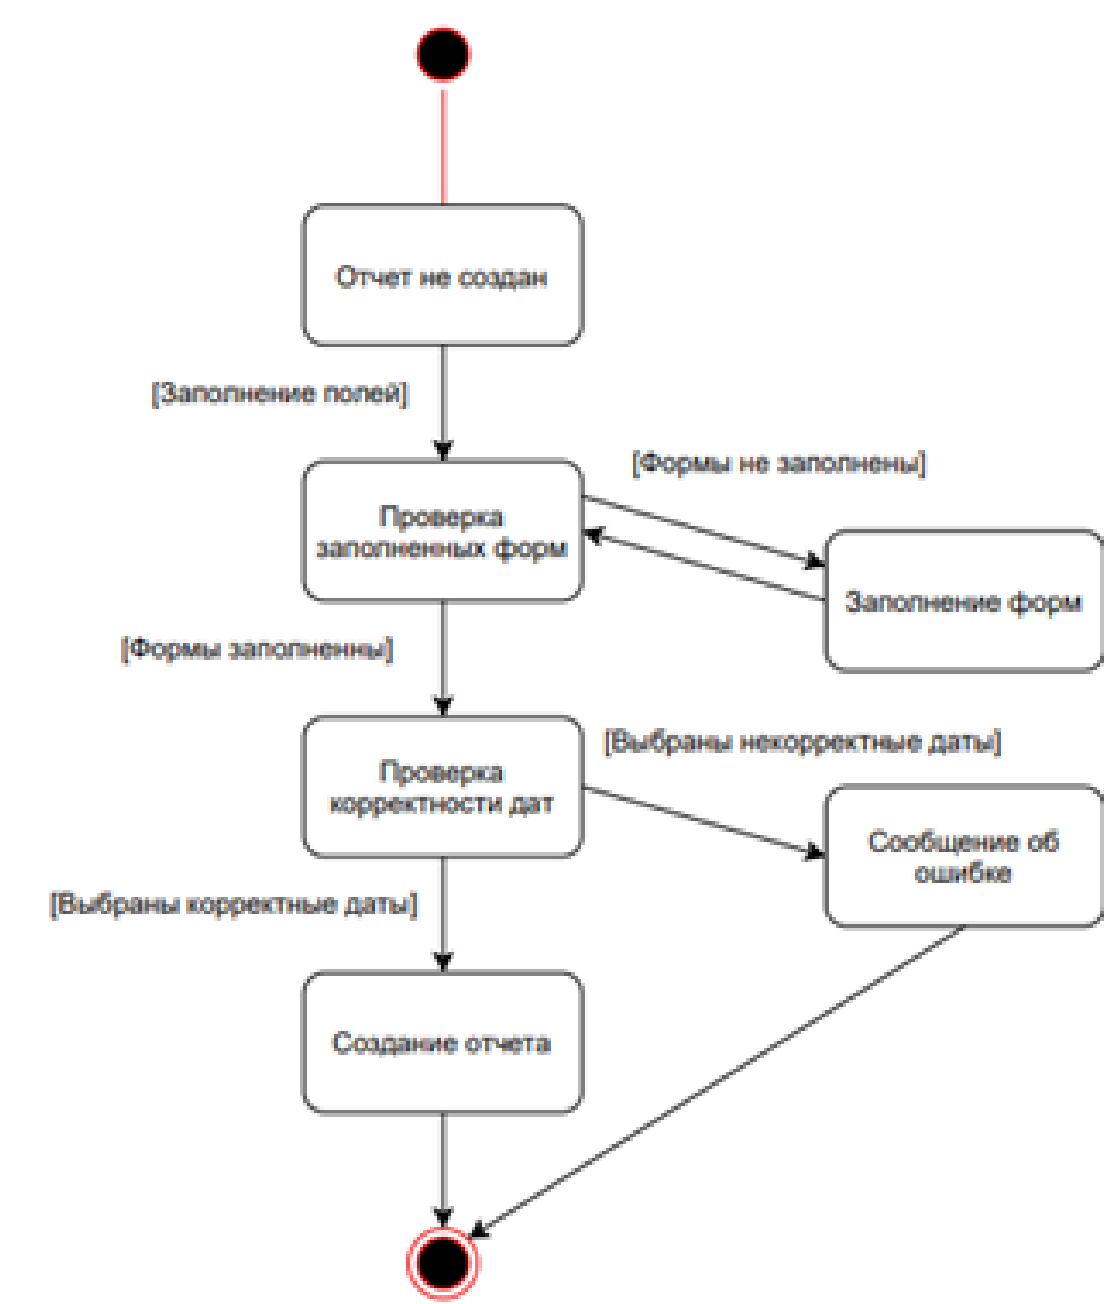 Отчет не создан
[Заполнение полей]
[Формы не заполнены]
Проверка
заполненных форм
Заполнение форм
[Формы заполненны]
[Выбраны некорректные даты]
Проверка
корректности дат
Сообщение об
ошибке
[Выбраны корректные даты]
Создание отчета